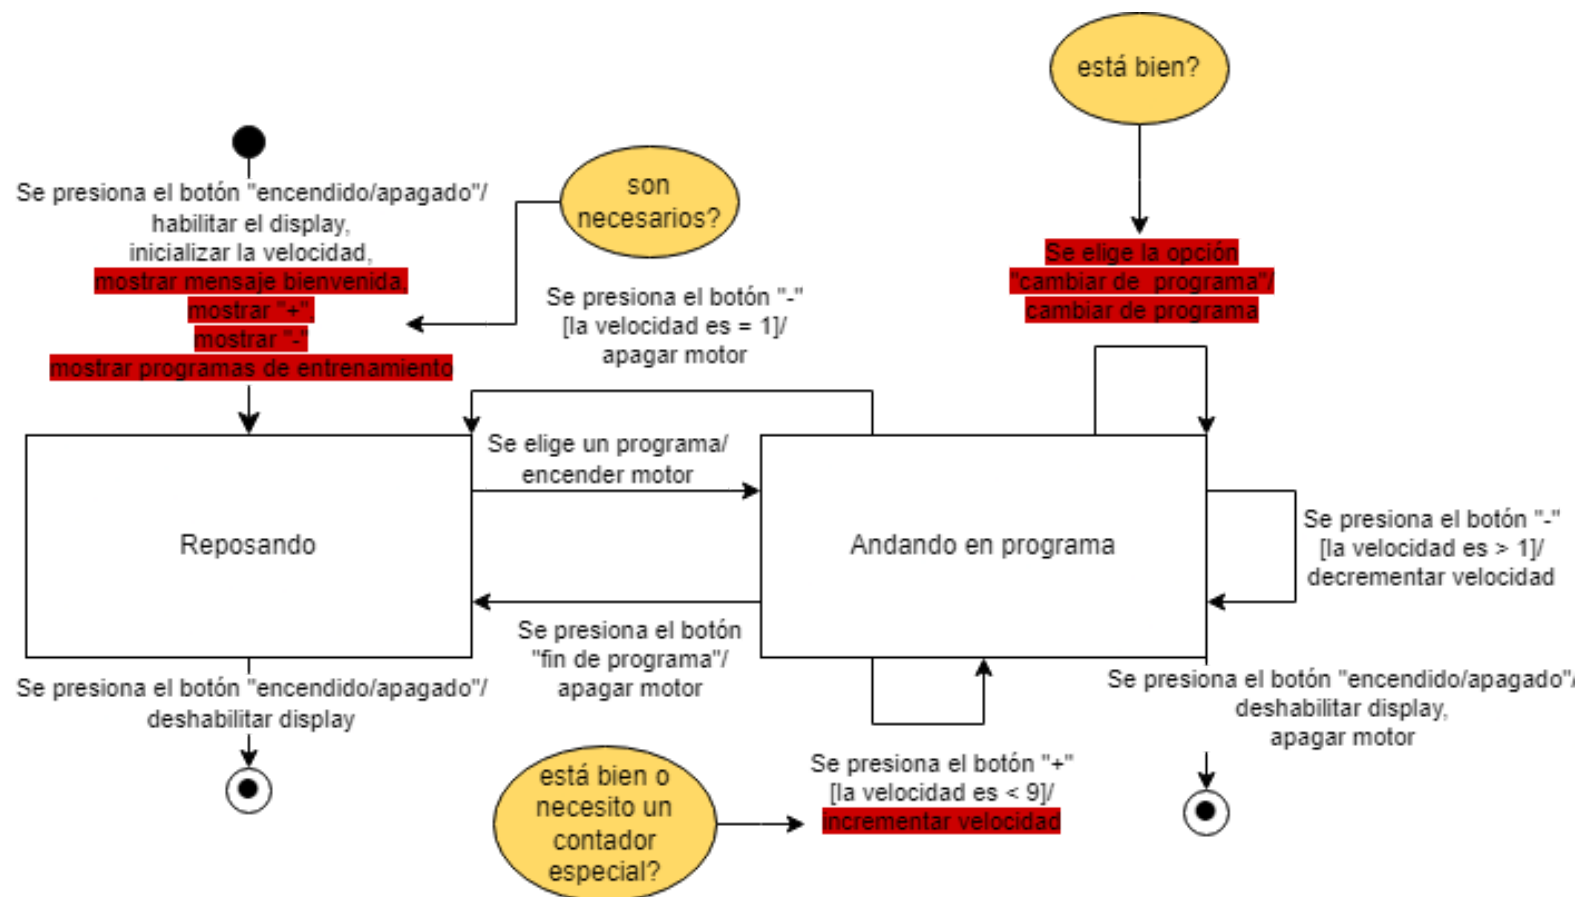 está bien?
Se presiona el botón "encendido/apagado"/
habilitar el display,
inicializar la velocidad,
mostrar mensaje bienvenida,
mostrar "+",
mostrar "-"
mostrar programas de entrenamiento
son
necesarios?
Se elige la opción
"cambiar de programa"/
cambiar de programa
Se presiona el botón "-"
[la velocidad es = 1]/
apagar motor
Se elige un programa/
encender motor
Reposando
Andando en programa
Se presiona el botón "-"
[la velocidad es > 1]/
decrementar velocidad
Se presiona el botón
"fin de programa"/
apagar motor
Se presiona el botón "encendido/apagado"/
deshabilitar display
Se presiona el botón "encendido/apagado"/
deshabilitar display,
apagar motor
está bien o
necesito un
contador
especial?
Se presiona el botón "+"
[la velocidad es < 9]/
incrementar velocidad